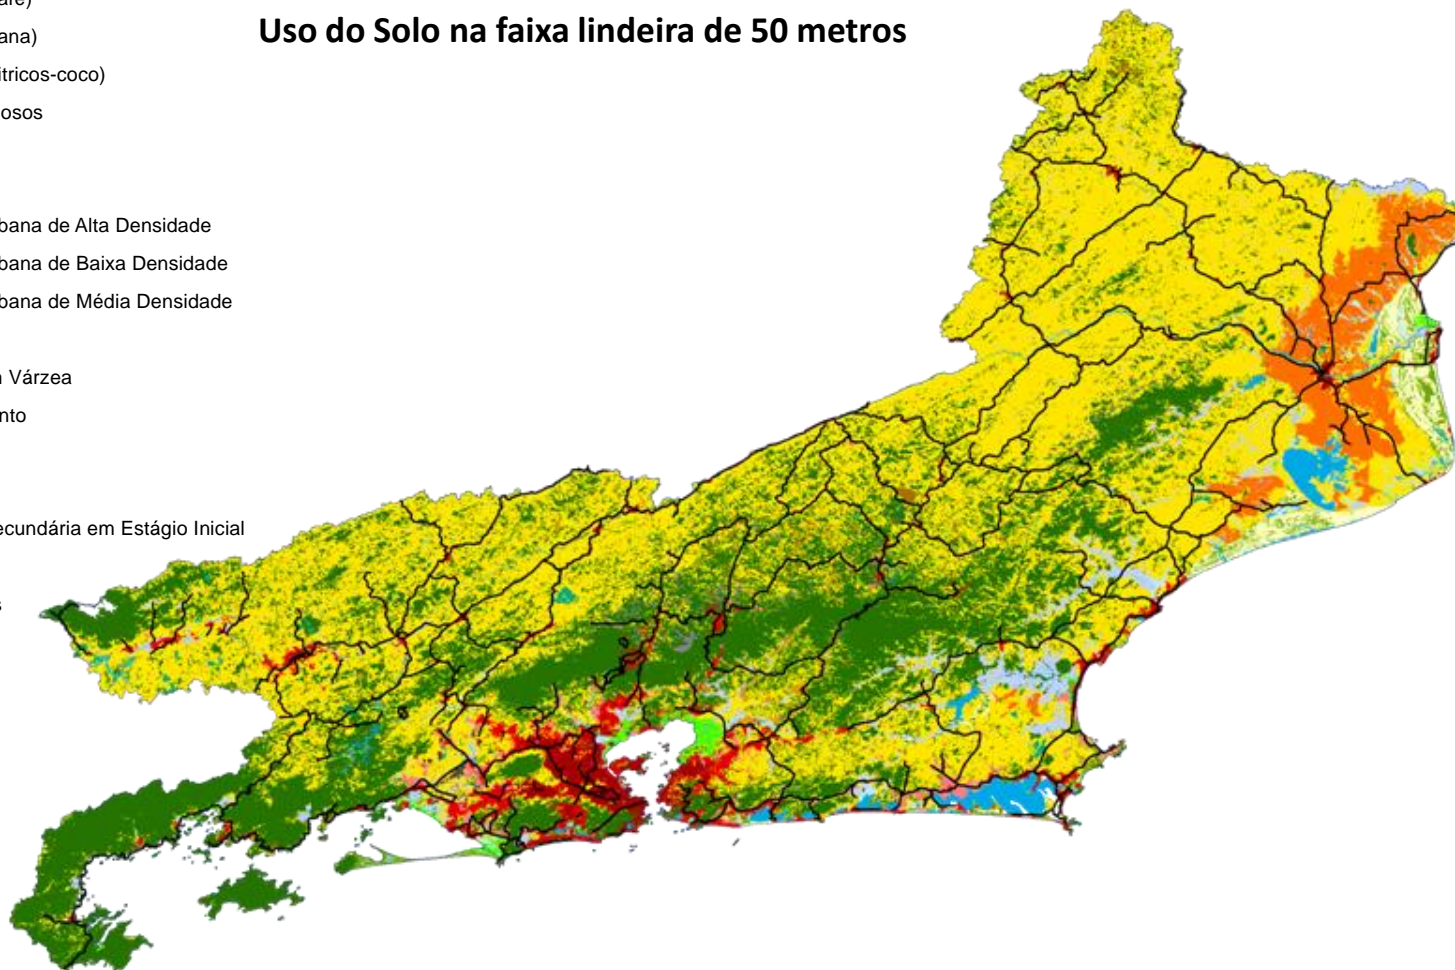 are)
Uso do Solo na faixa lindeira de 50 metros
ana)
itricos-coco)
osos
bana de Alta Densidade
bana de Baixa Densidade
bana de Média Densidade
Várzea
nto
ecundária em Estágio Inicial
s